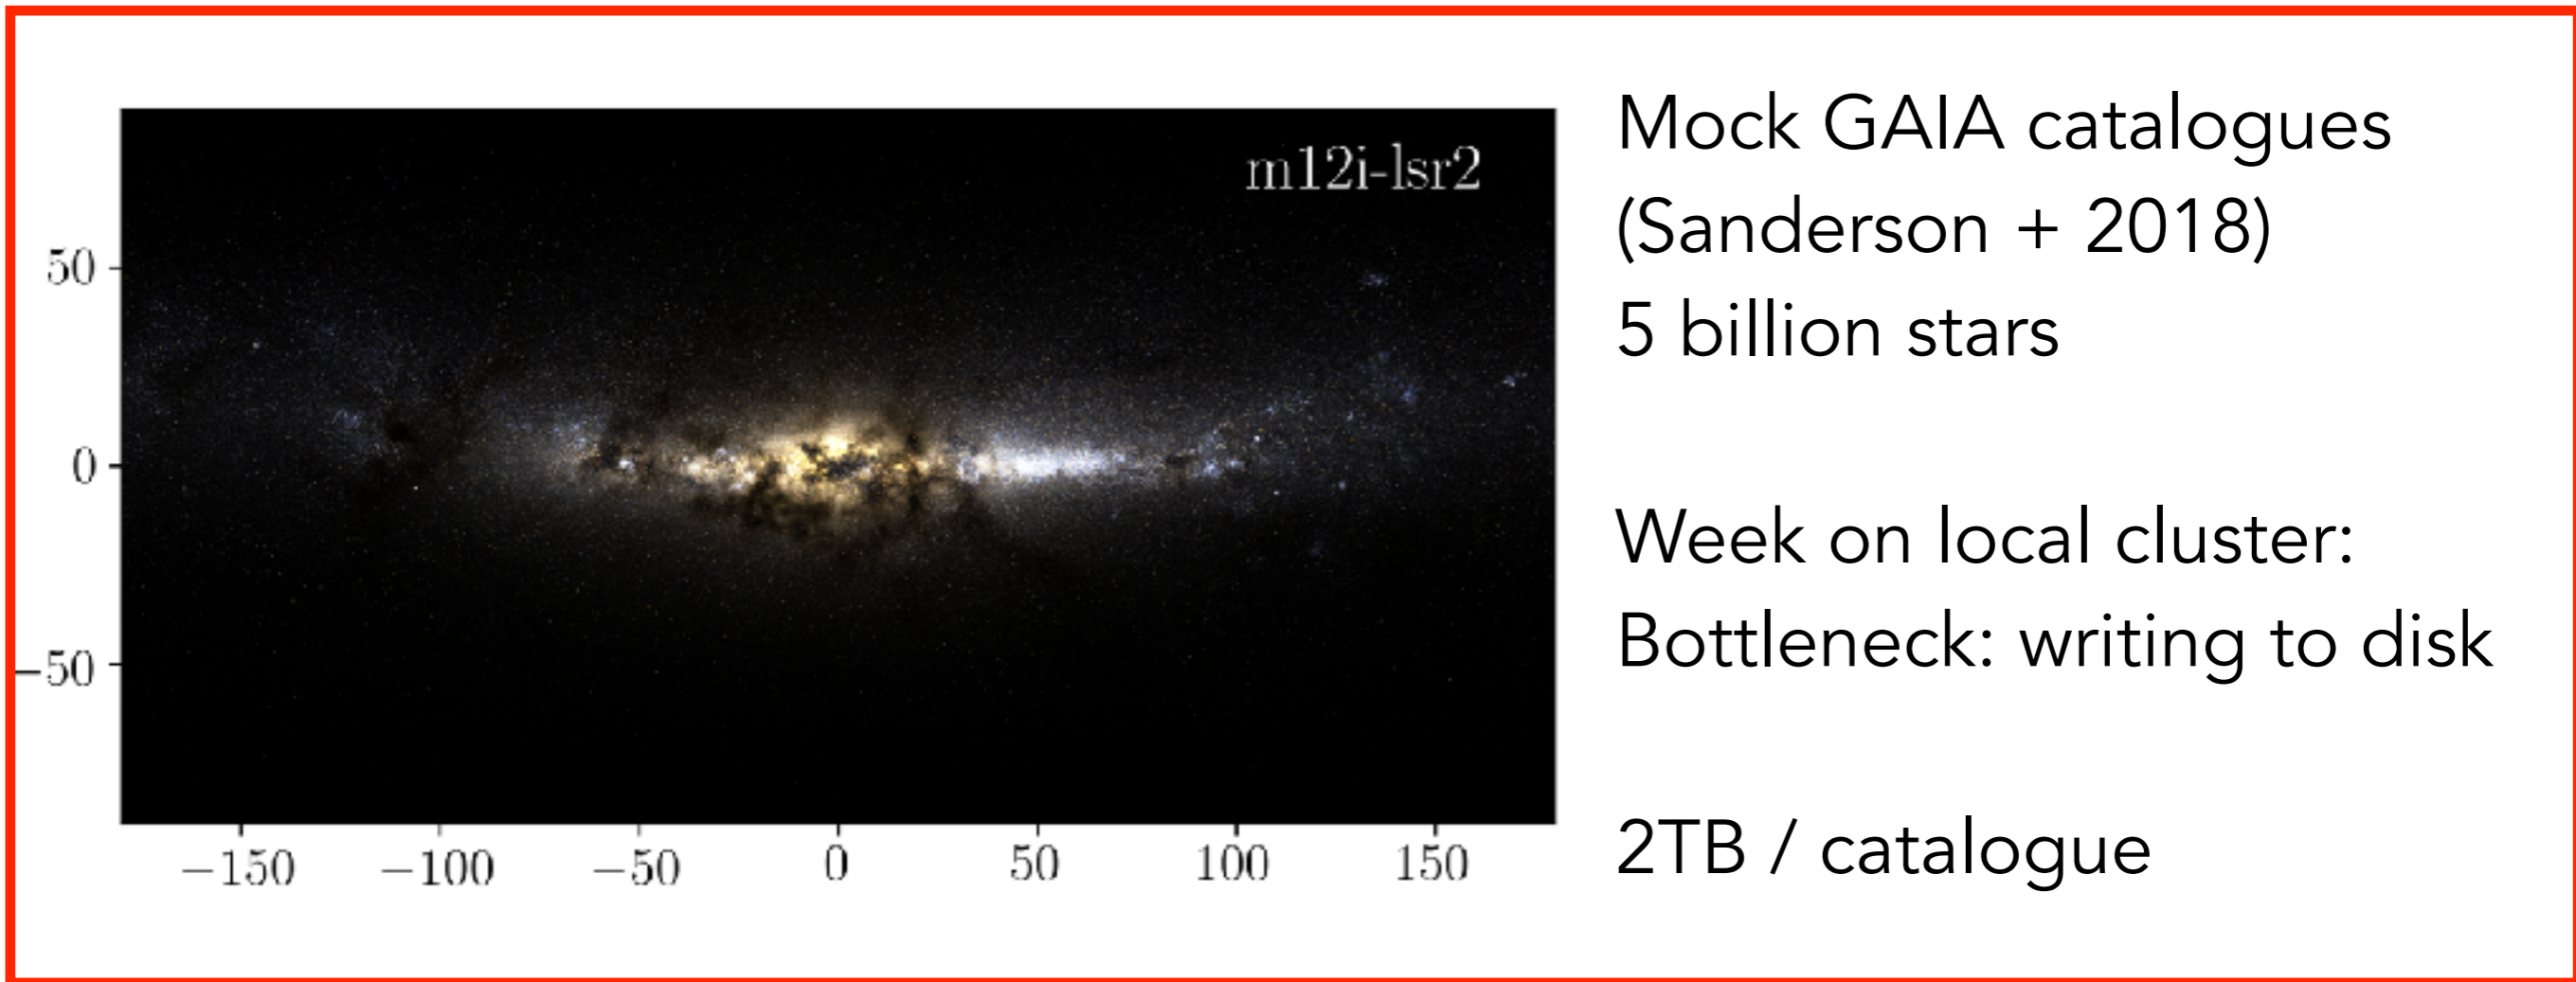 m12i-lsr2
50
0
−50
−150 −100 −50 0 50 100 150
Mock GAIA catalogues
(Sanderson + 2018)
5 billion stars
Week on local cluster:
Bottleneck: writing to disk
2TB / catalogue